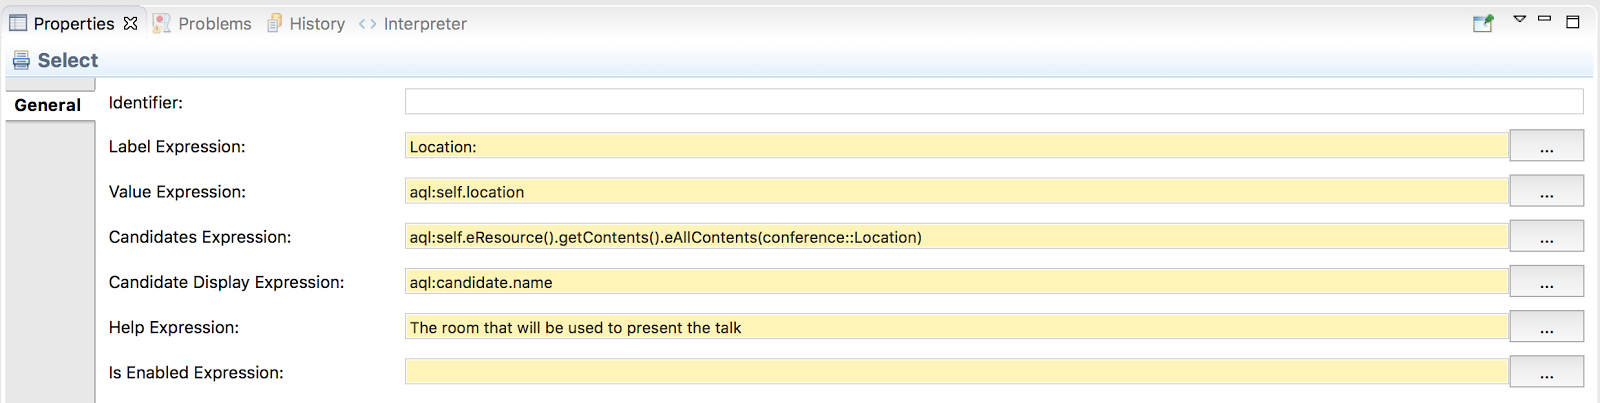 Properties Problems History Interpreter
Select
General
Identifier:
Label Expression: Location: ...
Value Expression: aql:self.location ...
Candidates Expression: aql:self.eResource().getContents().eAllContents(conference::Location) ...
Candidate Display Expression: aql:candidate.name ...
Help Expression: The room that will be used to present the talk ...
Is Enabled Expression: ...